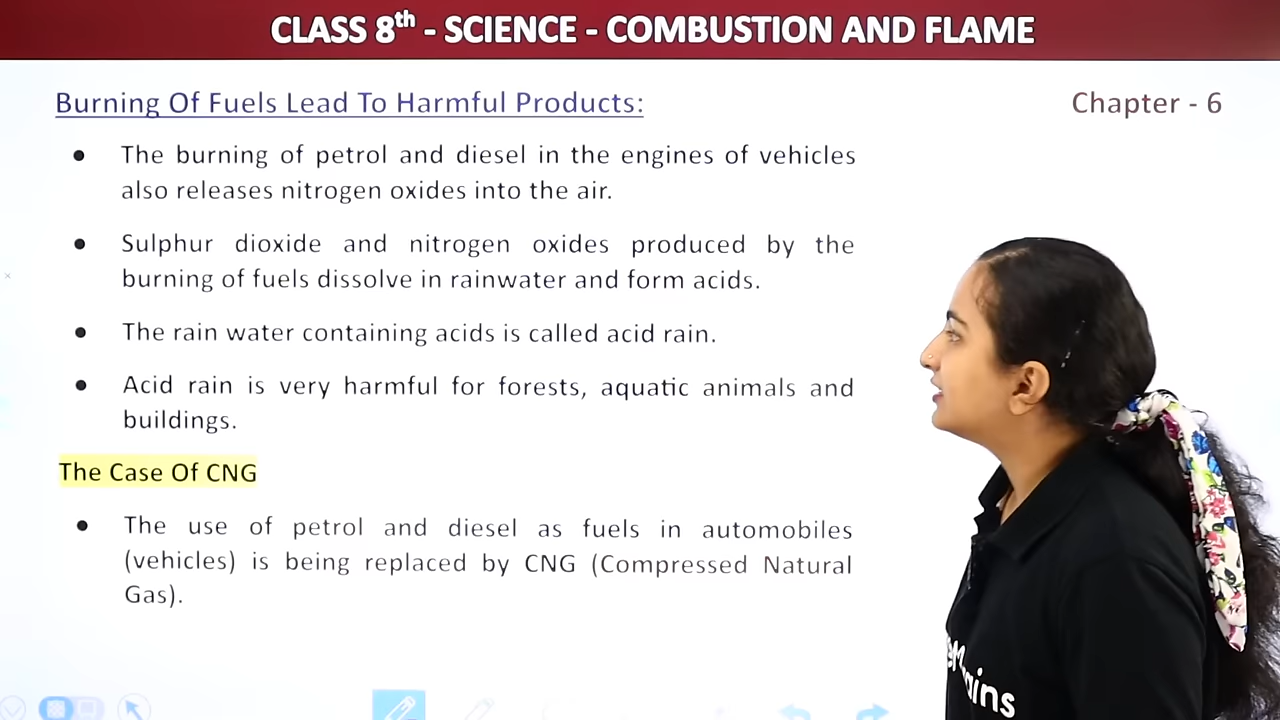 CLASS 8th - SCIENCE - COMBUSTION AND FLAME
Burning Of Fuels Lead To Harmful Products:
Chapter - 6
● The burning of petrol and diesel in the engines of vehicles
also releases nitrogen oxides into the air.
● Sulphur dioxide and nitrogen oxides produced by the
burning of fuels dissolve in rainwater and form acids.
● The rain water containing acids is called acid rain.
● Acid rain is very harmful for forests, aquatic animals and
buildings.
The Case Of CNG
● The use of petrol and diesel as fuels in automobiles
(vehicles) is being replaced by CNG (Compressed Natural
Gas).